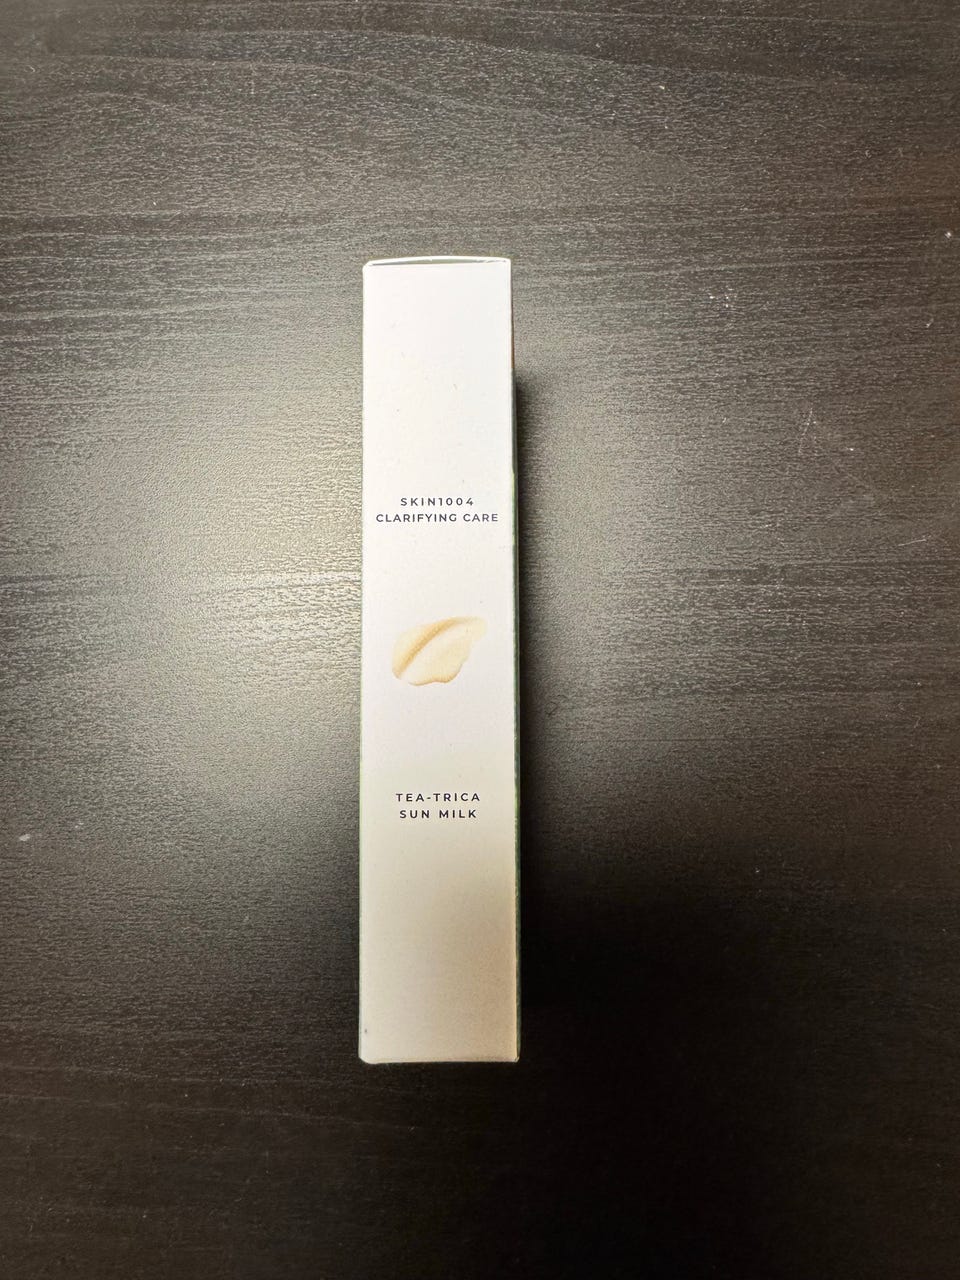 SKIN1004
CLARIFYING CARE
TEA-TRICA
SUN MILK